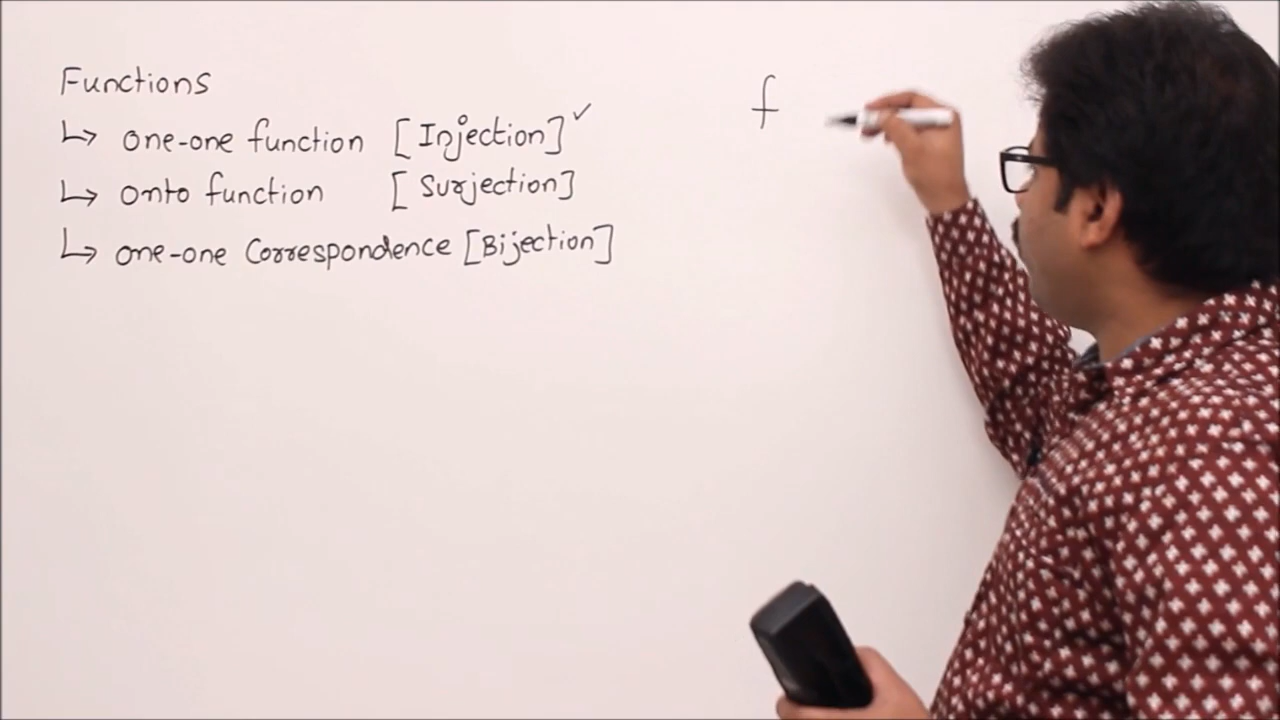 Functions
↳ one-one function [Injection] ✓
↳ onto function [Surjection]
↳ one-one Correspondence [Bijection]
f